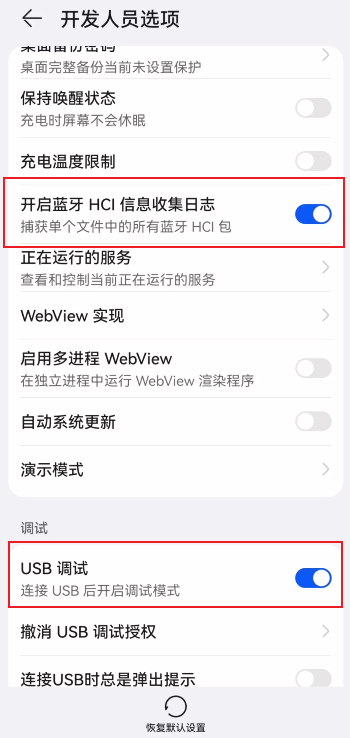 开发人员选项
桌面备份密码
桌面完整备份当前未设置保护
保持唤醒状态
充电时屏幕不会休眠
充电温度限制
开启蓝牙 HCI 信息收集日志
捕获单个文件中的所有蓝牙 HCI 包
正在运行的服务
查看和控制当前正在运行的服务
WebView 实现
启用多进程 WebView
在独立进程中运行 WebView 渲染程序
自动系统更新
演示模式
调试
USB 调试
连接 USB 后开启调试模式
撤消 USB 调试授权
连接USB时总是弹出提示
恢复默认设置